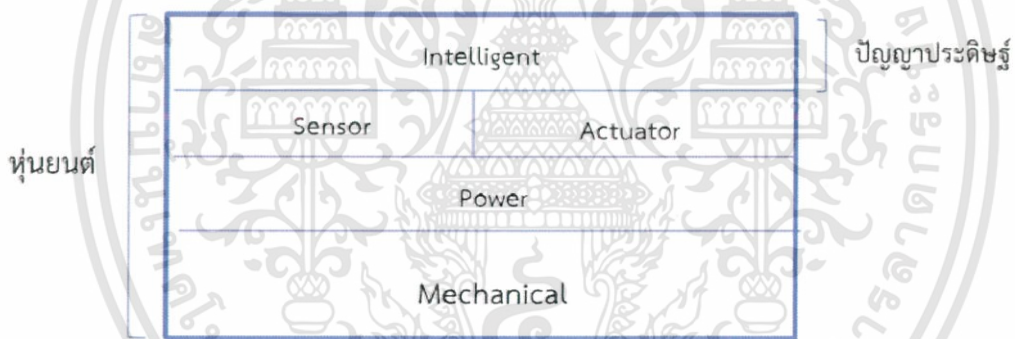 Intelligent
ปัญญาประดิษฐ์
Sensor
Actuator
หุ่นยนต์
Power
Mechanical